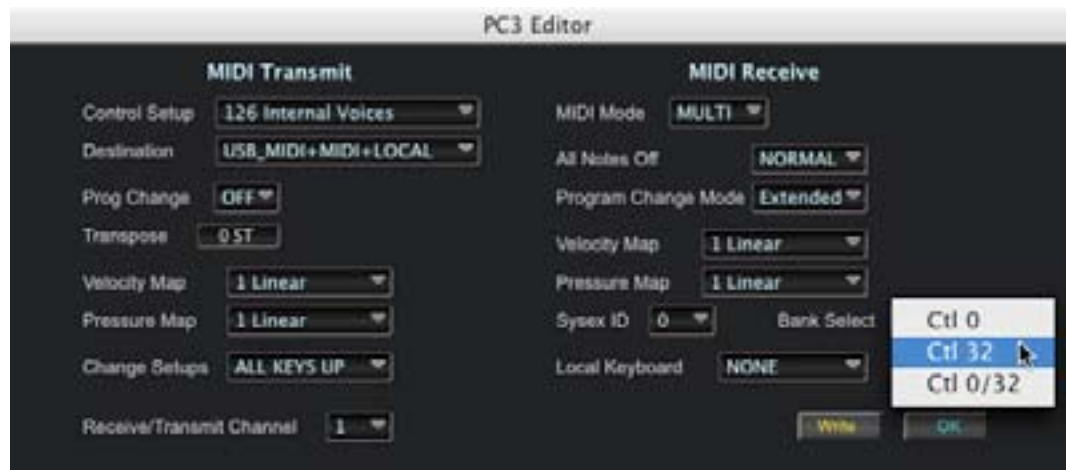 PC3 Editor
MIDI Transmit
Control Setup 126 Internal Voices
Destination USB_MIDI+MIDI+LOCAL
Prog Change OFF
Transpose 0 ST
Velocity Map 1 Linear
Pressure Map 1 Linear
Change Setups ALL KEYS UP
Receive/Transmit Channel 1
MIDI Receive
MIDI Mode MULTI
All Notes Off NORMAL
Program Change Mode Extended
Velocity Map 1 Linear
Pressure Map 1 Linear
Sysex ID 0 Bank Select
Ctl 0
Ctl 32
Ctl 0/32
Local Keyboard NONE
Write OK